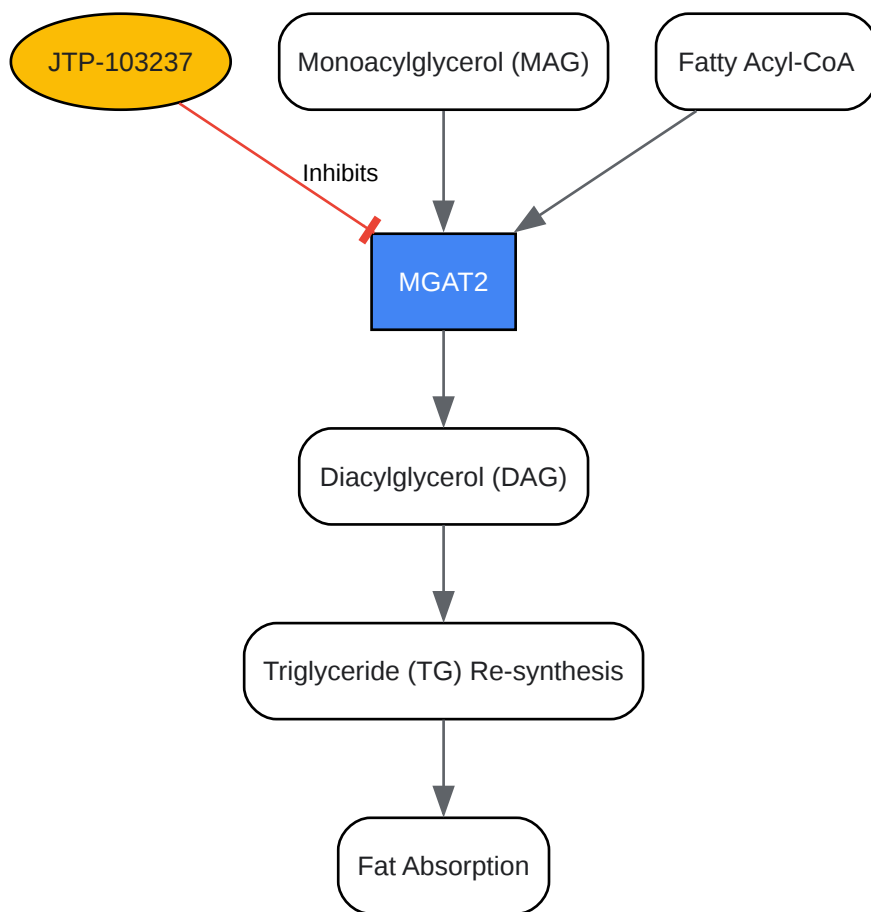 JTP-103237
Monoacylglycerol (MAG)
Fatty Acyl-CoA
Inhibits
MGAT2
Diacylglycerol (DAG)
Triglyceride (TG) Re-synthesis
Fat Absorption